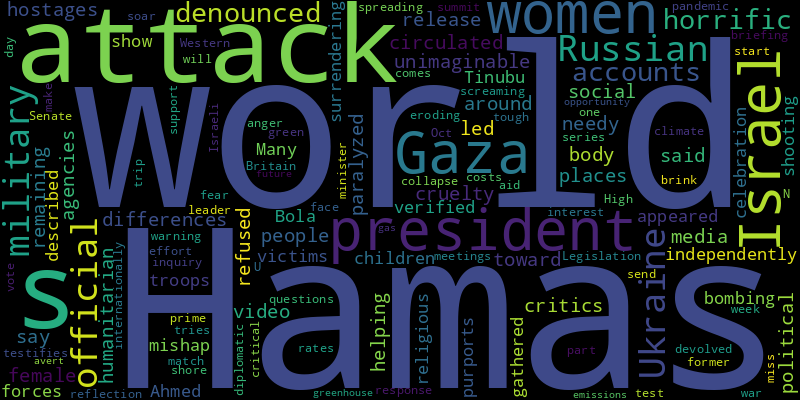 hostages
soar
denounced
women
spreading
summit
pandemic
day
attack
show
Western
will
release
horrific
briefing
circulated
unimaginable
Russian
comes
Tinubu
accounts
start
world
surrendering
screaming
social
opportunity
Israel
military
make
support
Israeli
around
eroding
tough
one
series
shooting
Senate
anger
green
Many
Britain
future
led
Oct
Gaza
needy
body
said
climate
agencies
remaining
described
trip
fear
paralyzed
minister
collapse
costs
aid
cruelty
places
High
brink
celebration
N
leader
verified
face
interest
appeared
official
differences
refused
Bola
president
media
s
Hamas
warning
people
victims
children
meetings
toward
Legislation
independently
vote
humanitarian
internationally
effort
inquiry
troops
U
gas
send
Ukraine
questions
video
helping
religious
purports
gathered
critics
bombing
week
political
say
testifies
prime
tries
mishap
match
shore
diplomatic
critical
rates
part
devolved
former
miss
avert
female
forces
reflection
Ahmed
greenhouse
response
emissions
test
war